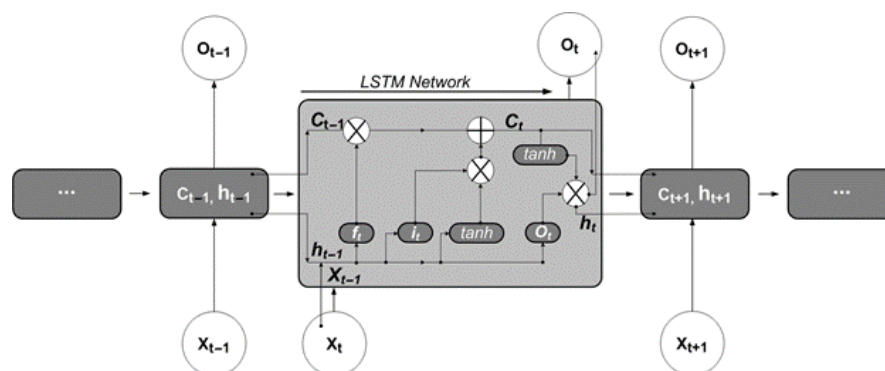 O_{t−1}
O_t
O_{t+1}
LSTM Network
C_{t−1}
C_t
tanh
...
C_{t−1}, h_{t−1}
C_{t+1}, h_{t+1}
...
h_t
f_t
i_t
tanh
O_t
h_{t−1}
X_{t−1}
X_{t−1}
X_t
X_{t+1}